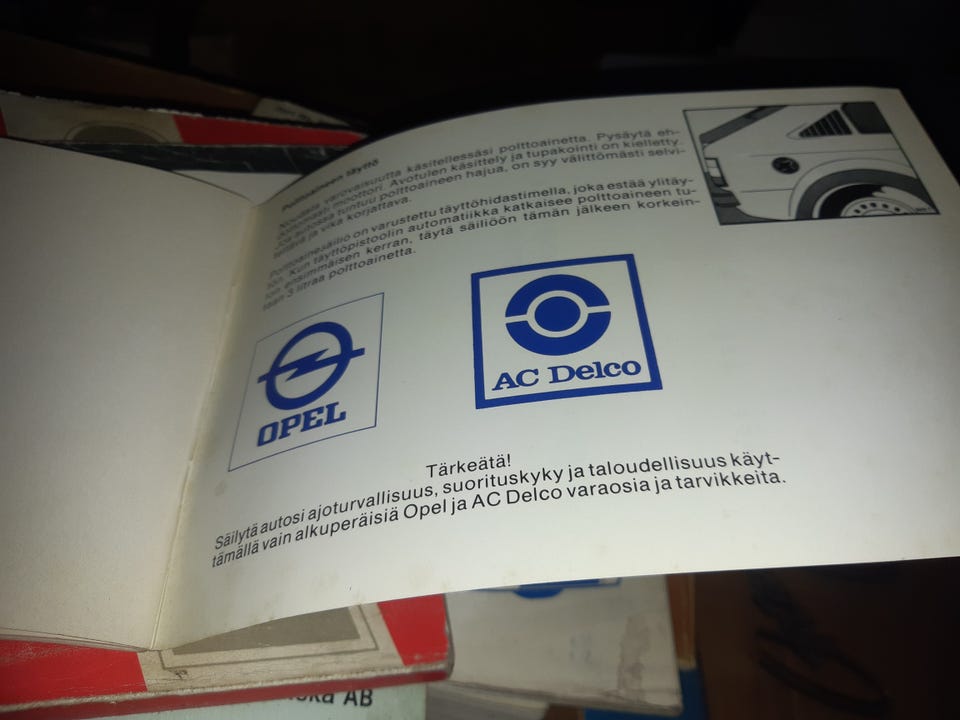 Polttoaineen täyttö
Noudata varovaisuutta käsitellessäsi polttoainetta. Pysäytä eh-
dottomasti moottori. Avotulen käsittely ja tupakointi on kielletty.
Jos autossa tuntuu polttoaineen hajua, on syy välittömästi selvi-
tettävä ja vika korjattava.
Polttoainesäiliö on varustettu täyttöhidastimella, joka estää ylitäy-
tön. Kun täyttöpistoolin automatiikka katkaisee polttoaineen tu-
lon ensimmäisen kerran, täytä säiliöön tämän jälkeen korkein-
taan 3 litraa polttoainetta.
OPEL
AC Delco
Tärkeätä!
Säilytä autosi ajoturvallisuus, suorituskyky ja taloudellisuus käyt-
tämällä vain alkuperäisiä Opel ja AC Delco varaosia ja tarvikkeita.
AB